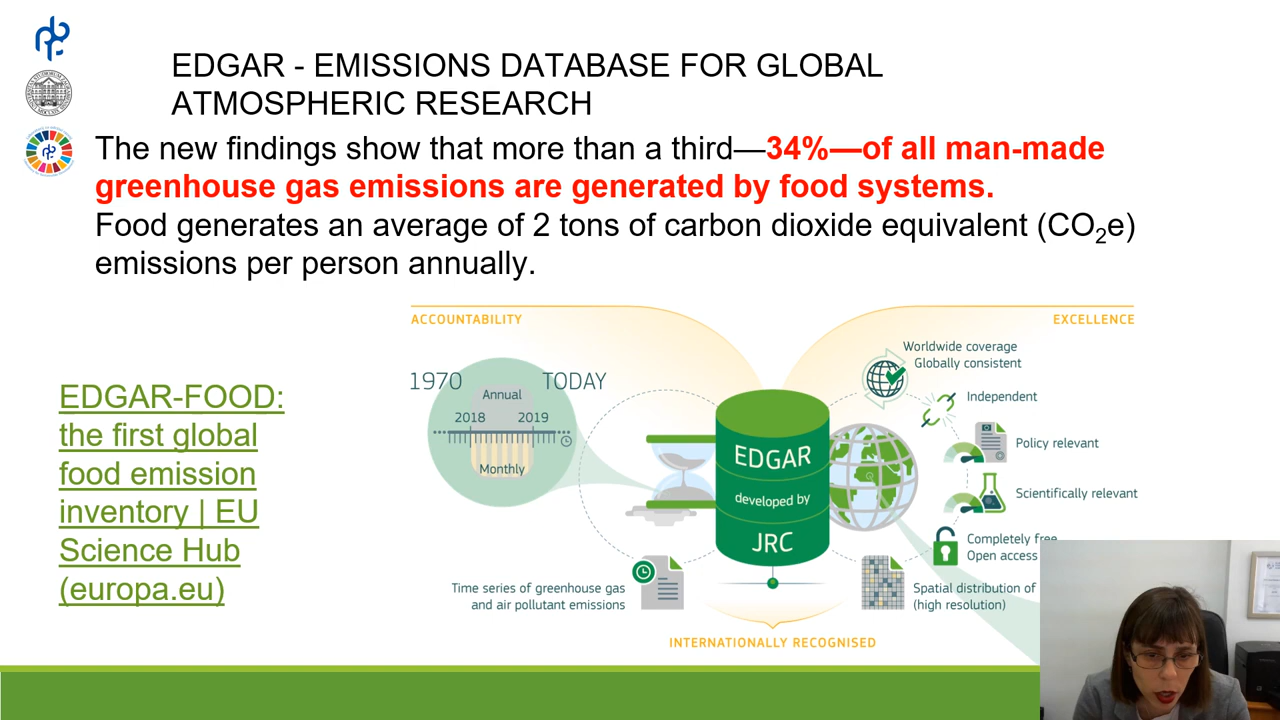 EDGAR - EMISSIONS DATABASE FOR GLOBAL
ATMOSPHERIC RESEARCH
The new findings show that more than a third—34%—of all man-made
greenhouse gas emissions are generated by food systems.
Food generates an average of 2 tons of carbon dioxide equivalent (CO₂e)
emissions per person annually.
EDGAR-FOOD:
the first global
food emission
inventory | EU
Science Hub
(europa.eu)
ACCOUNTABILITY
EXCELLENCE
1970
TODAY
Annual
2018
2019
Monthly
EDGAR
developed by
JRC
Worldwide coverage
Globally consistent
Independent
Policy relevant
Scientifically relevant
Completely free
Open access
Time series of greenhouse gas
and air pollutant emissions
Spatial distribution of
(high resolution)
INTERNATIONALLY RECOGNISED